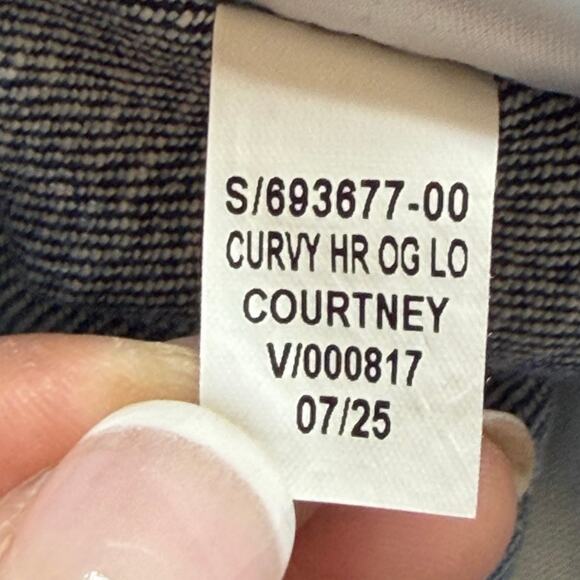 S/693677-00
CURVY HR OG LO
COURTNEY
V/000817
07/25